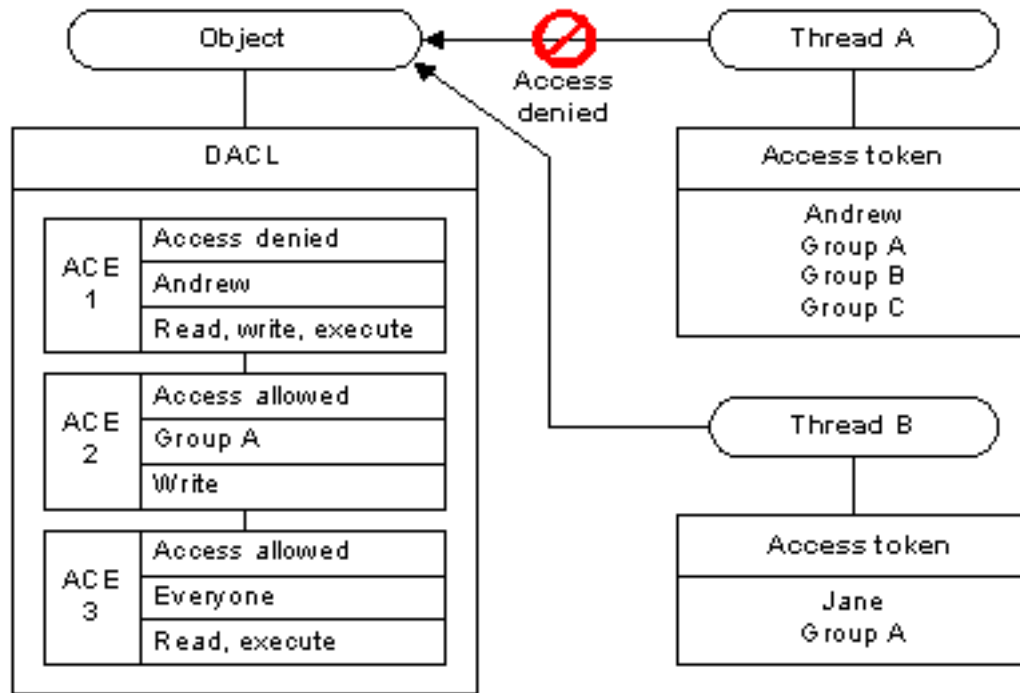 Object
Thread A
Access
denied
DACL
Access token
ACE
1
Access denied
Andrew
Read, write, execute
Andrew
Group A
Group B
Group C
ACE
2
Access allowed
Group A
Write
Thread B
ACE
3
Access allowed
Everyone
Read, execute
Access token
Jane
Group A